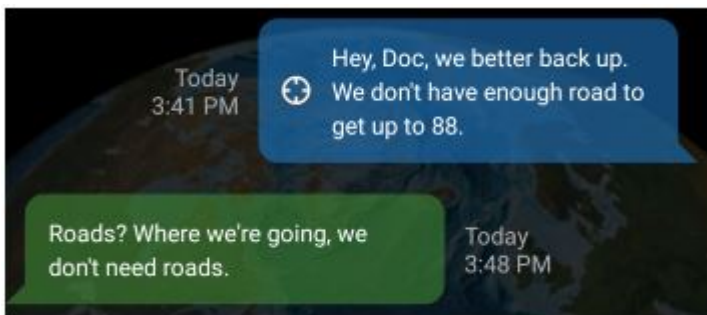 Today
3:41 PM
Hey, Doc, we better back up.
We don't have enough road to
get up to 88.
Roads? Where we're going, we
don't need roads.
Today
3:48 PM